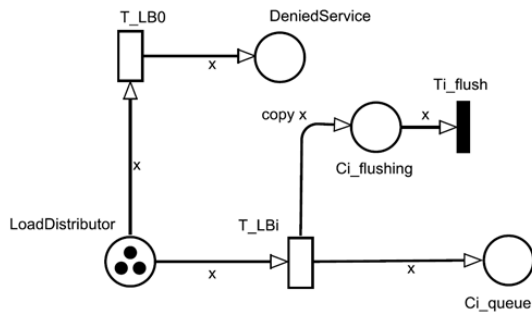 T_LB0
DeniedService
x
Ti_flush
copy x
x
x
Ci_flushing
LoadDistributor
T_LBi
x
x
Ci_queue